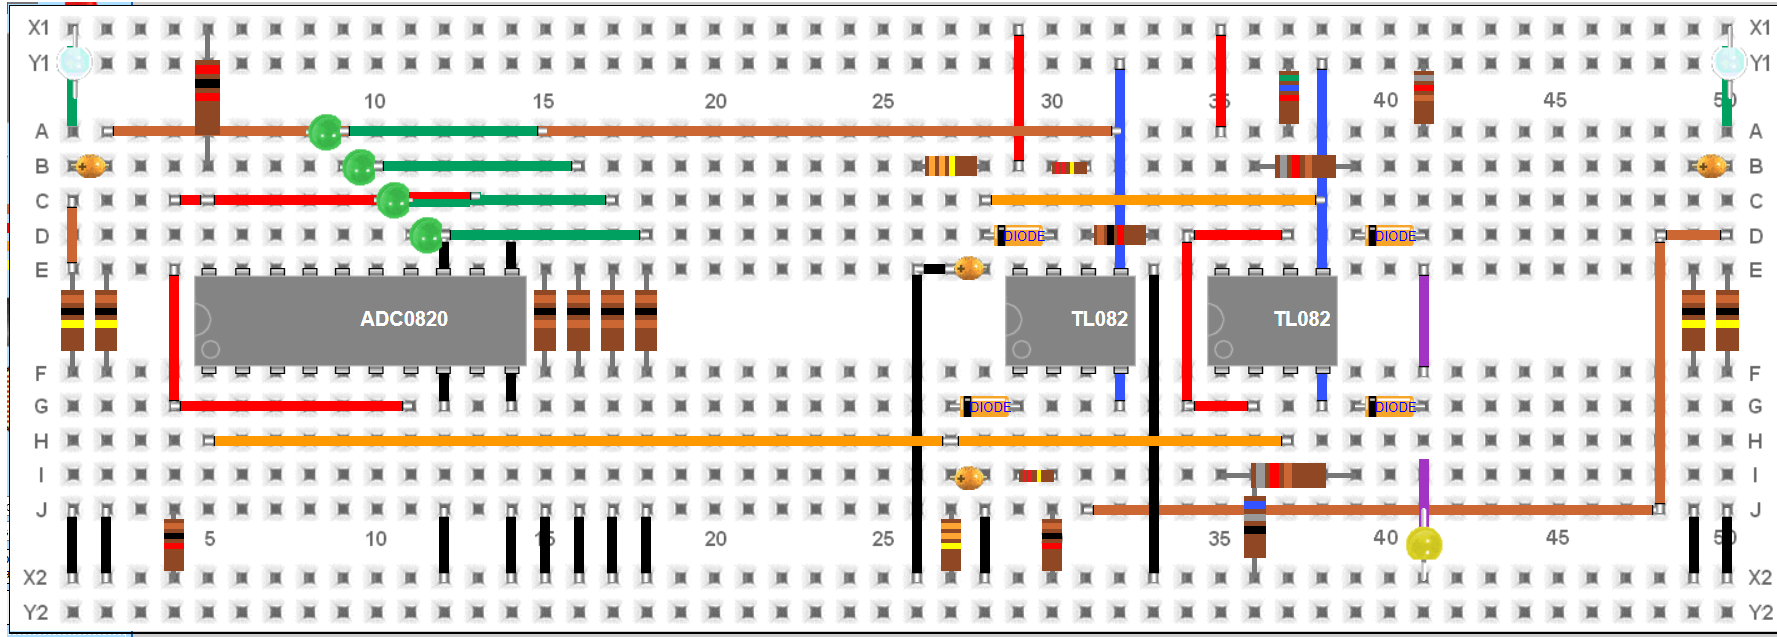 X1 X1
Y1 Y1
10 15 20 25 30 35 40 45 50
A A
B B
C C
D DIODE DIODE D
E E
ADC0820 TL082 TL082
F F
G DIODE DIODE G
H H
I I
J J
5 10 15 20 25 35 40 45 50
X2 X2
Y2 Y2